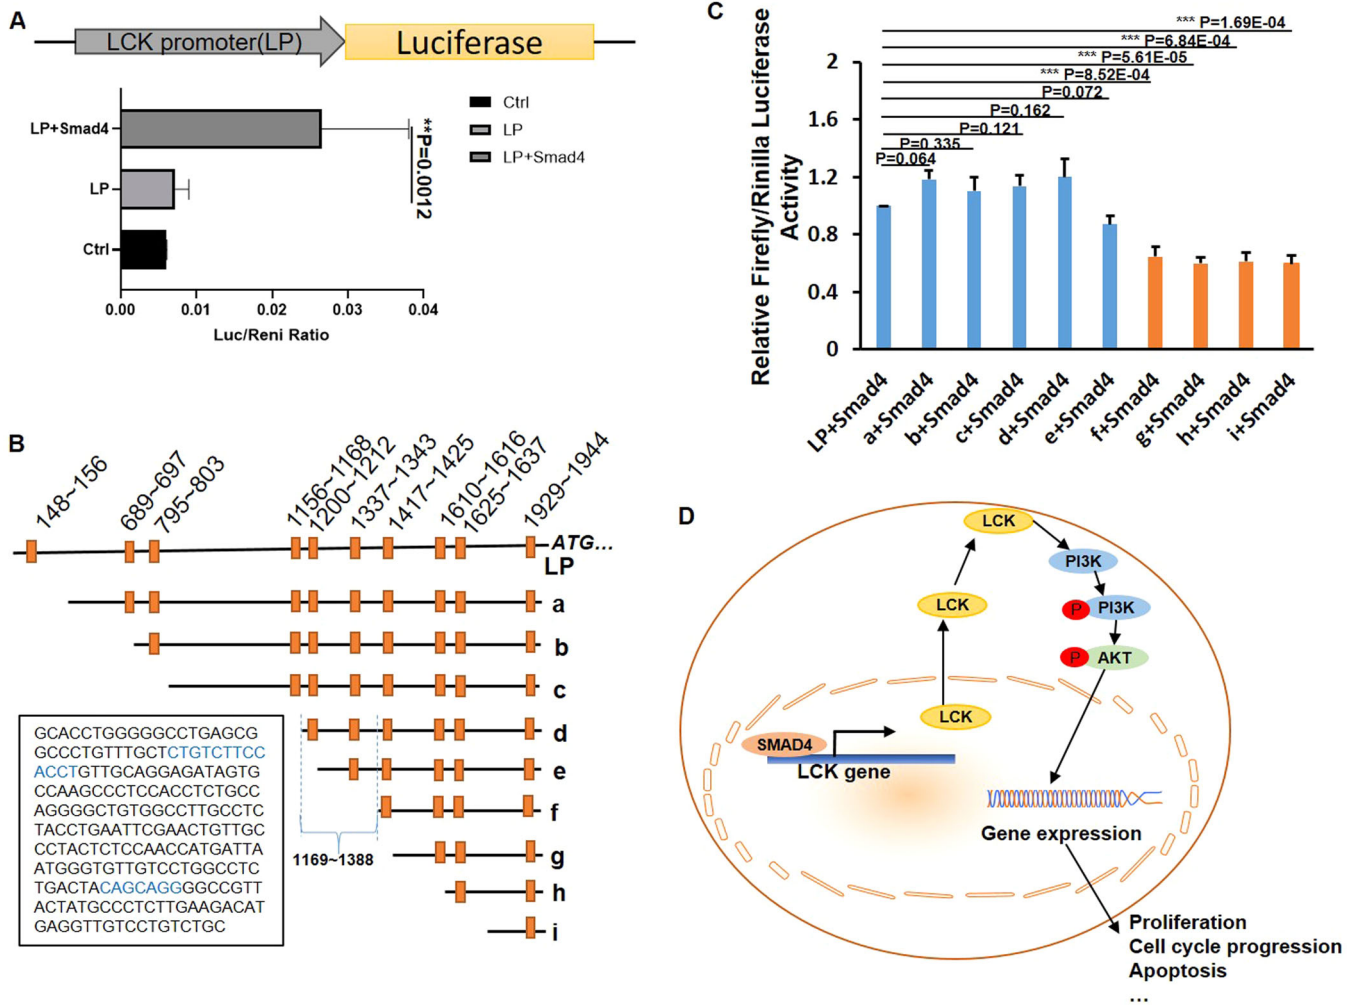 A
LCK promoter(LP)
Luciferase
LP+Smad4
LP
Ctrl
**P=0.0012
Ctrl
LP
LP+Smad4
0.00
0.01
0.02
0.03
0.04
Luc/Reni Ratio
C
Relative Firefly/Rinilla Luciferase
Activity
2
1.6
1.2
0.8
0.4
0
*** P=1.69E-04
*** P=6.84E-04
*** P=5.61E-05
*** P=8.52E-04
P=0.072
P=0.162
P=0.121
P=0.335
P=0.064
LP+Smad4
a+Smad4
b+Smad4
c+Smad4
d+Smad4
e+Smad4
f+Smad4
g+Smad4
h+Smad4
i+Smad4
B
148~156
689~697
795~803
1156~1168
1200~1212
1337~1343
1417~1425
1610~1616
1625~1637
1929~1944
ATG...
LP
a
b
c
d
e
f
g
h
i
1169~1388
GCACCTGGGGGCCTGAGCG
GCCCTGTTTGCTCTGTCTTCC
ACCTGTTGCAGGAGATAGTG
CCAAGCCCTCCACCTCTGCC
AGGGGCTGTGGCCTTGCCTC
TACCTGAATTCGAACTGTTGC
CCTACTCTCCAACCATGATTA
ATGGGTGTTGTCCTGGCCTC
TGACTACAGCAGGGGCCGTT
ACTATGCCCTCTTGAAGACAT
GAGGTTGTCCTGTCTGC
D
LCK
PI3K
LCK
P
PI3K
P
AKT
LCK
SMAD4
LCK gene
Gene expression
Proliferation
Cell cycle progression
Apoptosis
...